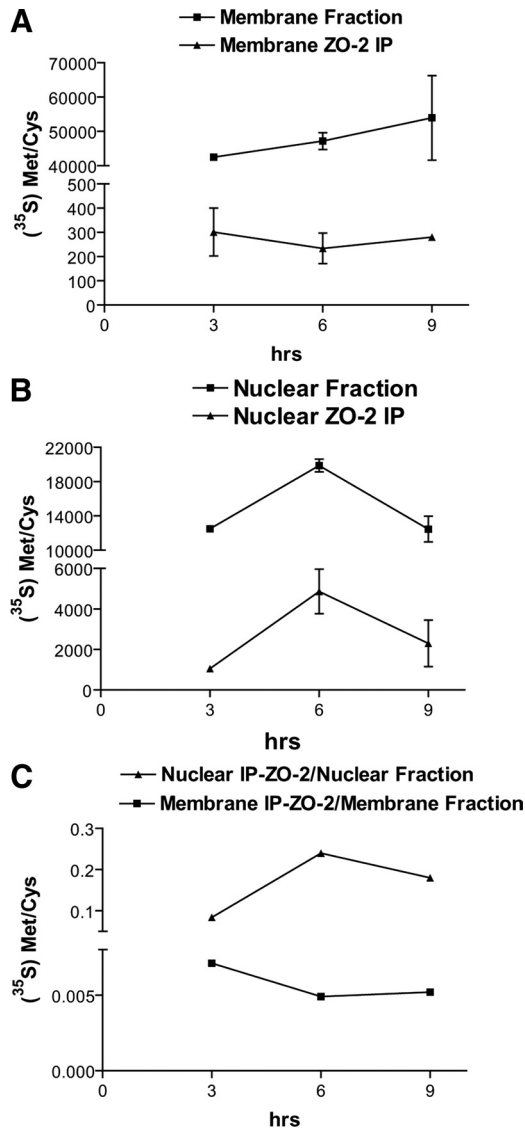 A
Membrane Fraction
Membrane ZO-2 IP
70000
60000
50000
40000
500
400
300
200
100
0
0 3 6 9
hrs
(35S) Met/Cys
B
Nuclear Fraction
Nuclear ZO-2 IP
22000
18000
14000
10000
6000
4000
2000
0
0 3 6 9
hrs
(35S) Met/Cys
C
Nuclear IP-ZO-2/Nuclear Fraction
Membrane IP-ZO-2/Membrane Fraction
0.3
0.2
0.1
0.005
0.000
0 3 6 9
hrs
(35S) Met/Cys